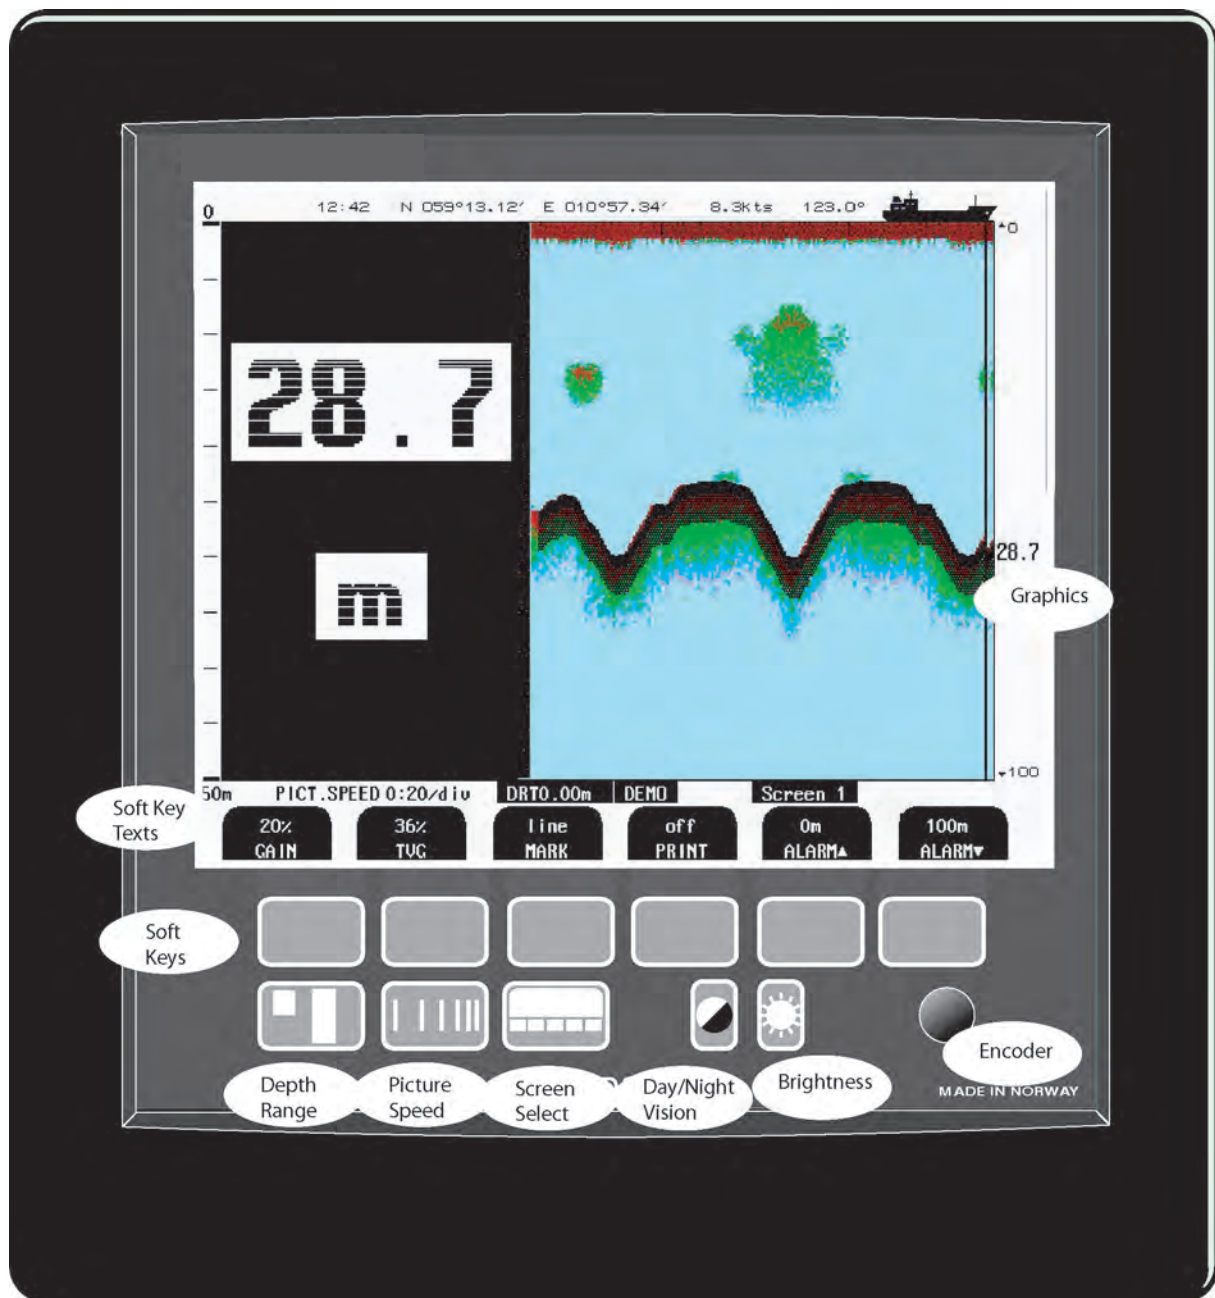 0 12:42 N 059°13.12′ E 010°57.34′ 8.3kts 123.0°
▲0
28.7
m
28.7
Graphics
▼100
50m PICT.SPEED 0:20/div DRT0.00m DEMO Screen 1
Soft Key
Texts
20% 36% line off 0m 100m
GAIN TVG MARK PRINT ALARM▲ ALARM▼
Soft
Keys
Encoder
Depth
Range
Picture
Speed
Screen
Select
Day/Night
Vision
Brightness
MADE IN NORWAY